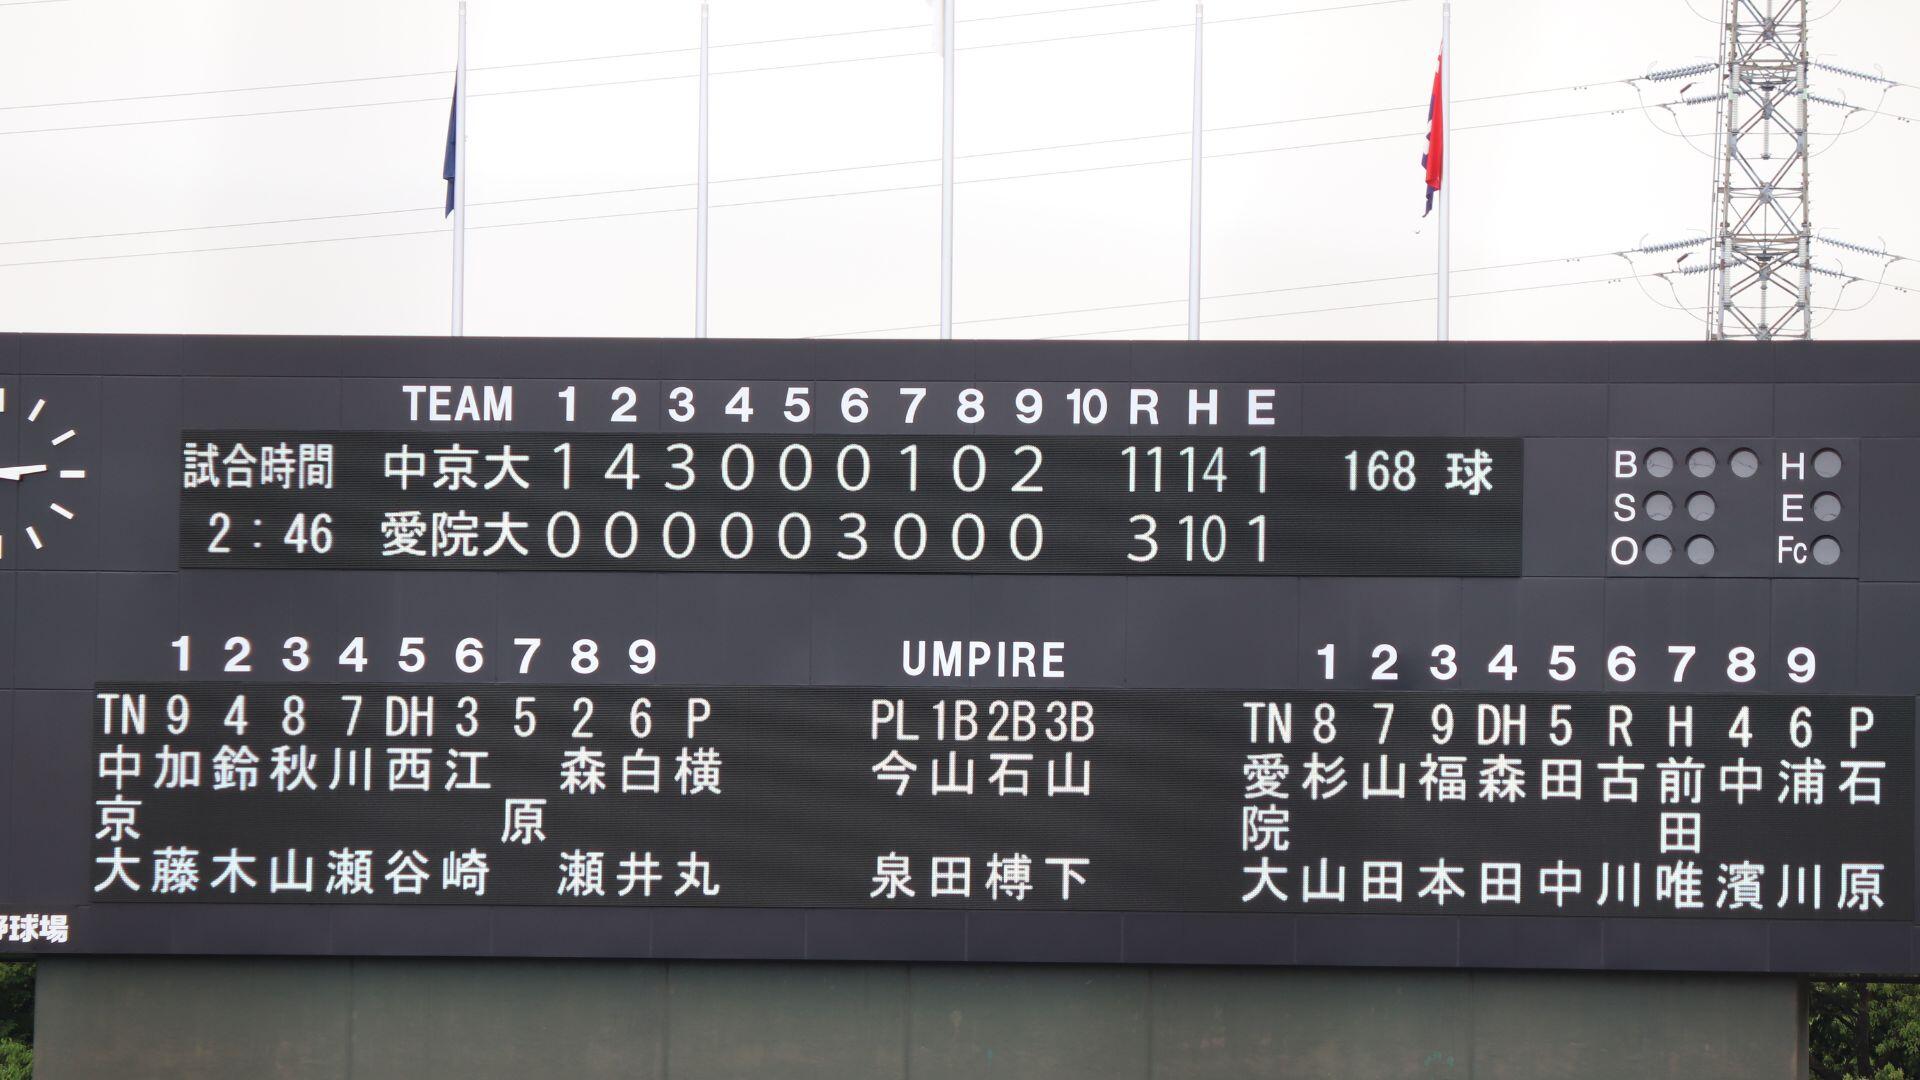 TEAM 1 2 3 4 5 6 7 8 9 10 R H E
試合時間 中京大 1 4 3 0 0 0 1 0 2 11 14 1 168 球
2:46 愛院大 0 0 0 0 0 3 0 0 0 3 10 1
B H
S E
O Fc
1 2 3 4 5 6 7 8 9
TN 9 4 8 7 DH 3 5 2 6 P
中京大 加藤 鈴木 秋山 川瀬 西谷 江崎 原 森瀬 白井 横丸
UMPIRE
PL 1B 2B 3B
今泉 山田 石榑 山下
1 2 3 4 5 6 7 8 9
TN 8 7 9 DH 5 R H 4 6 P
愛院大 杉山 山田 福本 森田 田中 古川 前田唯 中濱 浦川 石原
野球場